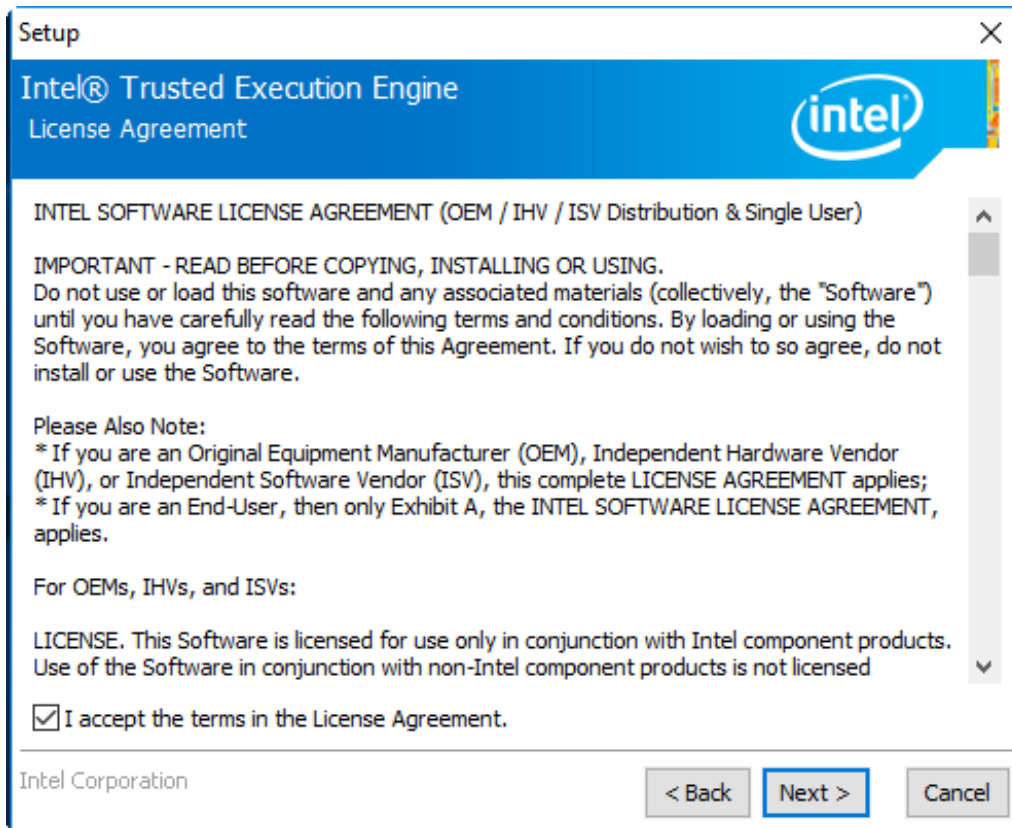 Setup
Intel® Trusted Execution Engine
License Agreement
intel
INTEL SOFTWARE LICENSE AGREEMENT (OEM / IHV / ISV Distribution & Single User)
IMPORTANT - READ BEFORE COPYING, INSTALLING OR USING.
Do not use or load this software and any associated materials (collectively, the "Software")
until you have carefully read the following terms and conditions. By loading or using the
Software, you agree to the terms of this Agreement. If you do not wish to so agree, do not
install or use the Software.
Please Also Note:
* If you are an Original Equipment Manufacturer (OEM), Independent Hardware Vendor
(IHV), or Independent Software Vendor (ISV), this complete LICENSE AGREEMENT applies;
* If you are an End-User, then only Exhibit A, the INTEL SOFTWARE LICENSE AGREEMENT,
applies.
For OEMs, IHVs, and ISVs:
LICENSE. This Software is licensed for use only in conjunction with Intel component products.
Use of the Software in conjunction with non-Intel component products is not licensed
I accept the terms in the License Agreement.
Intel Corporation
< Back Next > Cancel